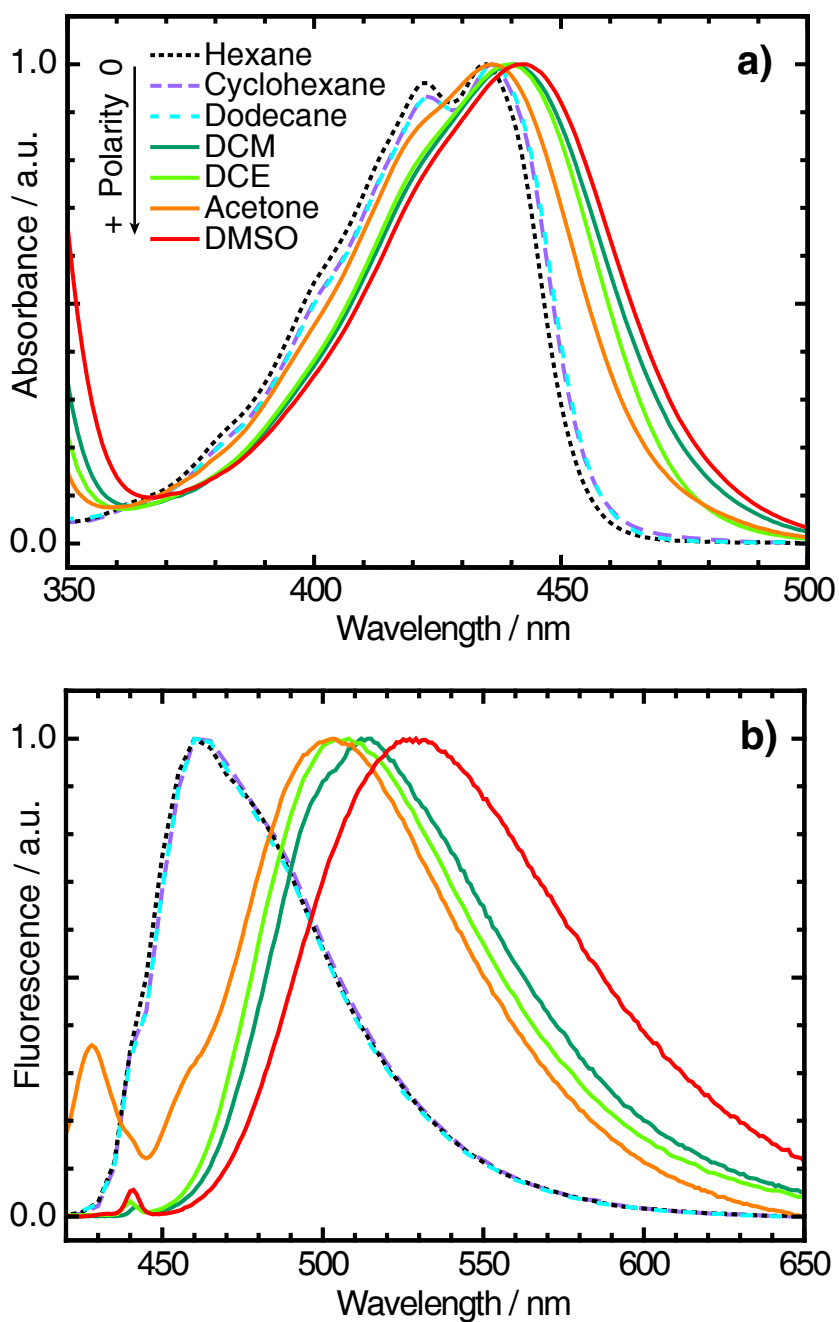 a)
Hexane
Cyclohexane
Dodecane
DCM
DCE
Acetone
DMSO
+ Polarity 0
Absorbance / a.u.
1.0
0.0
350 400 450 500
Wavelength / nm
b)
Fluorescence / a.u.
1.0
0.0
450 500 550 600 650
Wavelength / nm